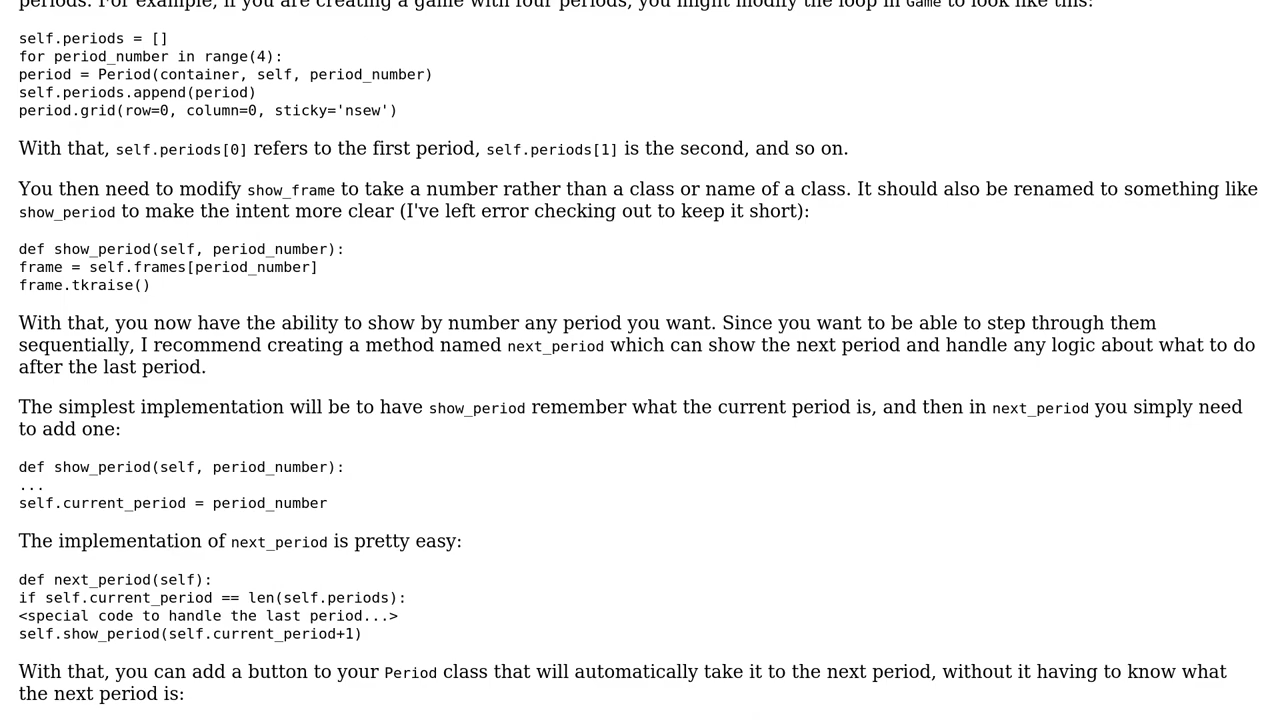 periods. For example, if you are creating a game with four periods, you might modify the loop in Game to look like this:
self.periods = []
for period_number in range(4):
period = Period(container, self, period_number)
self.periods.append(period)
period.grid(row=0, column=0, sticky='nsew')
With that, self.periods[0] refers to the first period, self.periods[1] is the second, and so on.
You then need to modify show_frame to take a number rather than a class or name of a class. It should also be renamed to something like
show_period to make the intent more clear (I've left error checking out to keep it short):
def show_period(self, period_number):
frame = self.frames[period_number]
frame.tkraise()
With that, you now have the ability to show by number any period you want. Since you want to be able to step through them
sequentially, I recommend creating a method named next_period which can show the next period and handle any logic about what to do
after the last period.
The simplest implementation will be to have show_period remember what the current period is, and then in next_period you simply need
to add one:
def show_period(self, period_number):
...
self.current_period = period_number
The implementation of next_period is pretty easy:
def next_period(self):
if self.current_period == len(self.periods):
<special code to handle the last period...>
self.show_period(self.current_period+1)
With that, you can add a button to your Period class that will automatically take it to the next period, without it having to know what
the next period is: